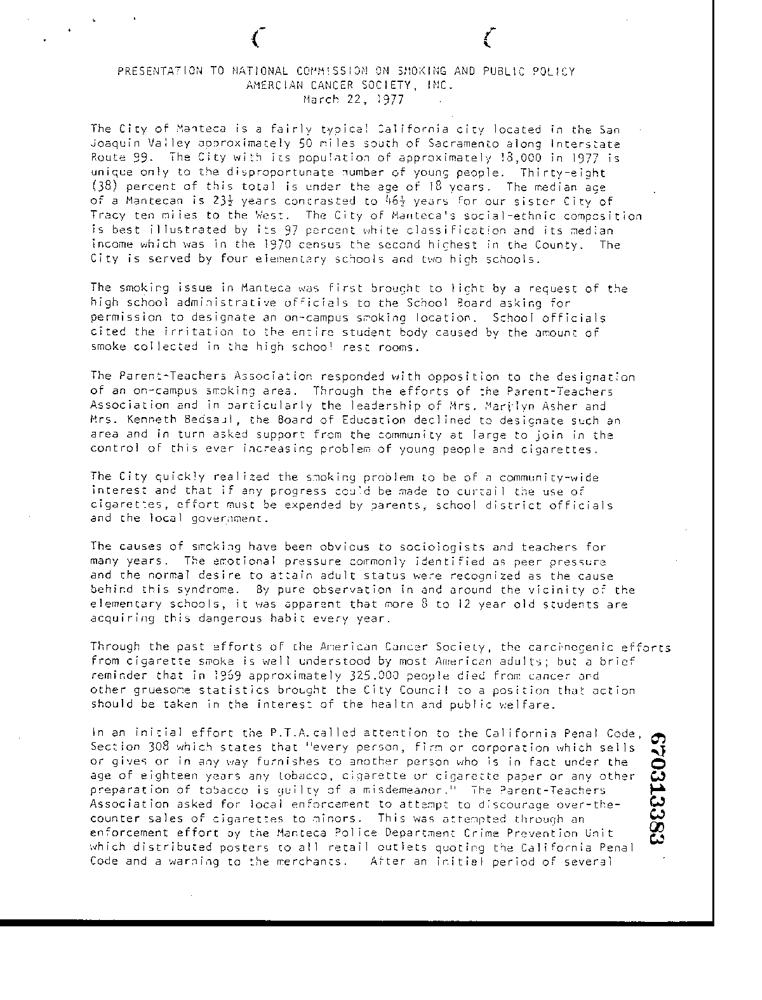 PRESENTATION TO NATIONAL COMMISSION ON SMOKING AND PUBLIC POLICY
AMERCIAN CANCER SOCIETY, INC.
March 22, 1977
The City of Manteca is a fairly typical California city located in the San
Joaquin Valley approximately 50 miles south of Sacramento along Interstate
Route 99. The City with its population of approximately 18,000 in 1977 is
unique only to the disproportunate number of young people. Thirty-eight
(38) percent of this total is under the age of 18 years. The median age
of a Mantecan is 23½ years contrasted to 46½ years for our sister City of
Tracy ten miles to the West. The City of Manteca's social-ethnic composition
is best illustrated by its 97 percent white classification and its median
income which was in the 1970 census the second highest in the County. The
City is served by four elementary schools and two high schools.
The smoking issue in Manteca was first brought to light by a request of the
high school administrative officials to the School Board asking for
permission to designate an on-campus smoking location. School officials
cited the irritation to the entire student body caused by the amount of
smoke collected in the high school rest rooms.
The Parent-Teachers Association responded with opposition to the designation
of an on-campus smoking area. Through the efforts of the Parent-Teachers
Association and in particularly the leadership of Mrs. Marilyn Asher and
Mrs. Kenneth Bedsaul, the Board of Education declined to designate such an
area and in turn asked support from the community at large to join in the
control of this ever increasing problem of young people and cigarettes.
The City quickly realized the smoking problem to be of a community-wide
interest and that if any progress could be made to curtail the use of
cigarettes, effort must be expended by parents, school district officials
and the local government.
The causes of smoking have been obvious to sociologists and teachers for
many years. The emotional pressure commonly identified as peer pressure
and the normal desire to attain adult status were recognized as the cause
behind this syndrome. By pure observation in and around the vicinity of the
elementary schools, it was apparent that more 8 to 12 year old students are
acquiring this dangerous habit every year.
Through the past efforts of the American Cancer Society, the carcinogenic efforts
from cigarette smoke is well understood by most American adults; but a brief
reminder that in 1969 approximately 325,000 people died from cancer and
other gruesome statistics brought the City Council to a position that action
should be taken in the interest of the health and public welfare.
In an initial effort the P.T.A. called attention to the California Penal Code,
Section 308 which states that "every person, firm or corporation which sells
or gives or in any way furnishes to another person who is in fact under the
age of eighteen years any tobacco, cigarette or cigarette paper or any other
preparation of tobacco is guilty of a misdemeanor." The Parent-Teachers
Association asked for local enforcement to attempt to discourage over-the-
counter sales of cigarettes to minors. This was attempted through an
enforcement effort by the Manteca Police Department Crime Prevention Unit
which distributed posters to all retail outlets quoting the California Penal
Code and a warning to the merchants. After an initial period of several
670313383